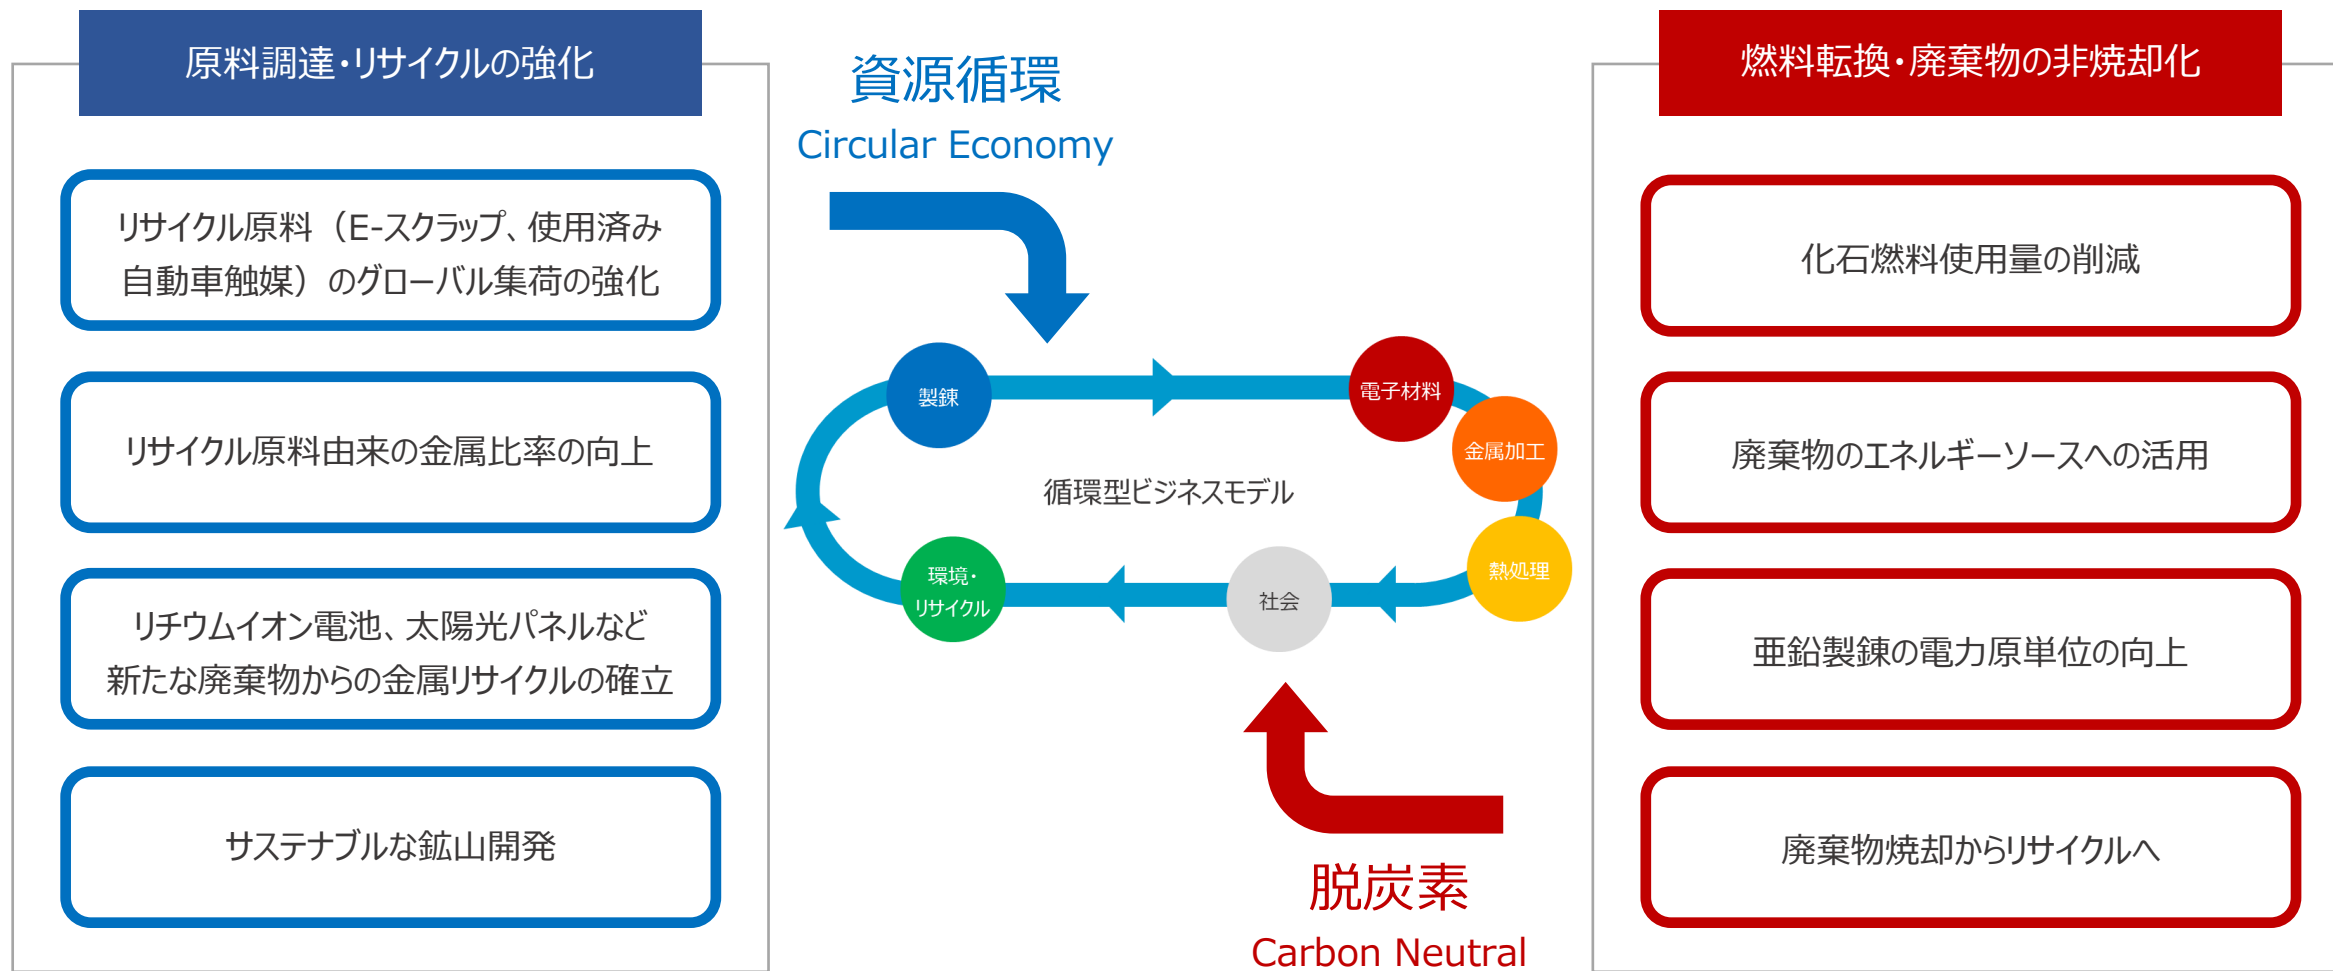 原料調達・リサイクルの強化
リサイクル原料（E-スクラップ、使用済み
自動車触媒）のグローバル集荷の強化
リサイクル原料由来の金属比率の向上
リチウムイオン電池、太陽光パネルなど
新たな廃棄物からの金属リサイクルの確立
サステナブルな鉱山開発
資源循環
Circular Economy
製錬
電子材料
金属加工
循環型ビジネスモデル
熱処理
社会
環境・
リサイクル
脱炭素
Carbon Neutral
燃料転換・廃棄物の非焼却化
化石燃料使用量の削減
廃棄物のエネルギーソースへの活用
亜鉛製錬の電力原単位の向上
廃棄物焼却からリサイクルへ